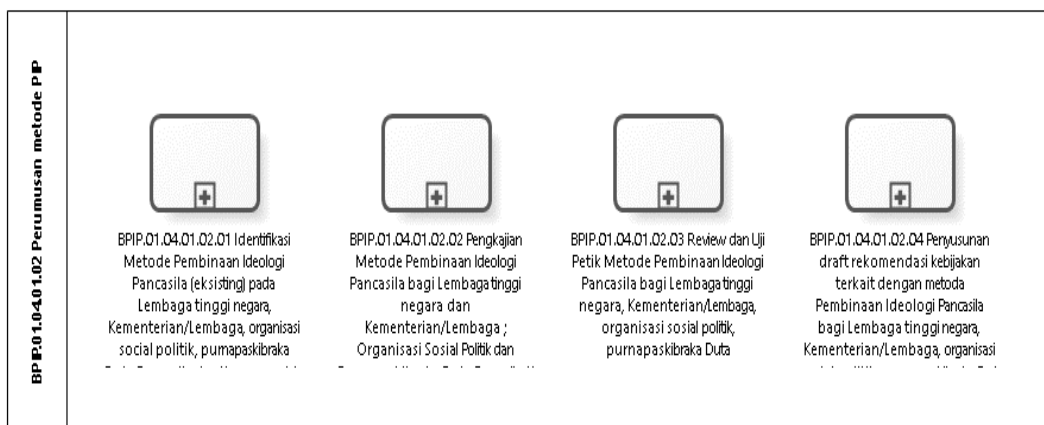 BPIP.01.04.01.02 Perumusan metode PIP
BPIP.01.04.01.02.01 Identifikasi
Metode Pembinaan Ideologi
Pancasila (eksisting) pada
Lembaga tinggi negara,
Kementerian/Lembaga, organisasi
social politik, purnapaskibraka
BPIP.01.04.01.02.02 Pengkajian
Metode Pembinaan Ideologi
Pancasila bagi Lembaga tinggi
negara dan
Kementerian/Lembaga ;
Organisasi Sosial Politik dan
BPIP.01.04.01.02.03 Review dan Uji
Petik Metode Pembinaan Ideologi
Pancasila bagi Lembaga tinggi
negara, Kementerian/Lembaga,
organisasi sosial politik,
purnapaskibraka Duta
BPIP.01.04.01.02.04 Penyusunan
draft rekomendasi kebijakan
terkait dengan metoda
Pembinaan Ideologi Pancasila
bagi Lembaga tinggi negara,
Kementerian/Lembaga, organisasi